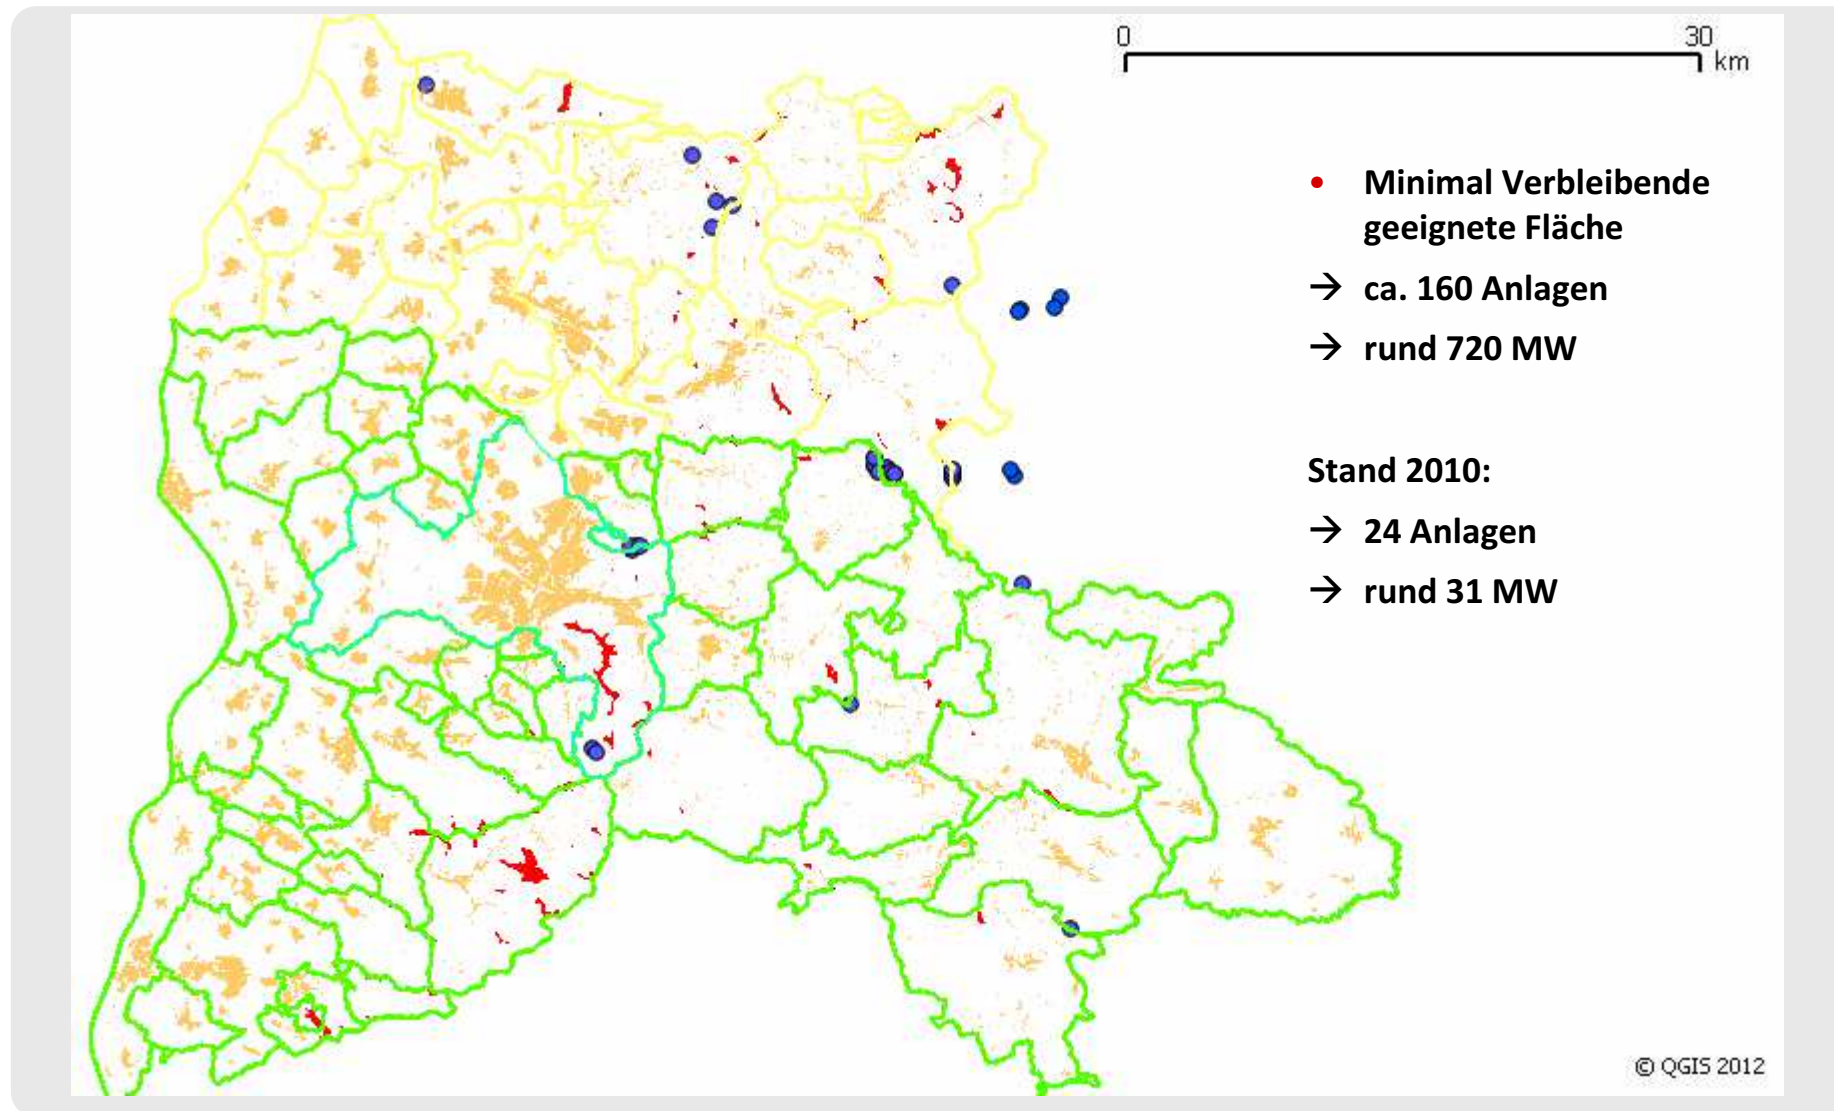 0 30
km
• Minimal Verbleibende
geeignete Fläche
→ ca. 160 Anlagen
→ rund 720 MW
Stand 2010:
→ 24 Anlagen
→ rund 31 MW
© QGIS 2012